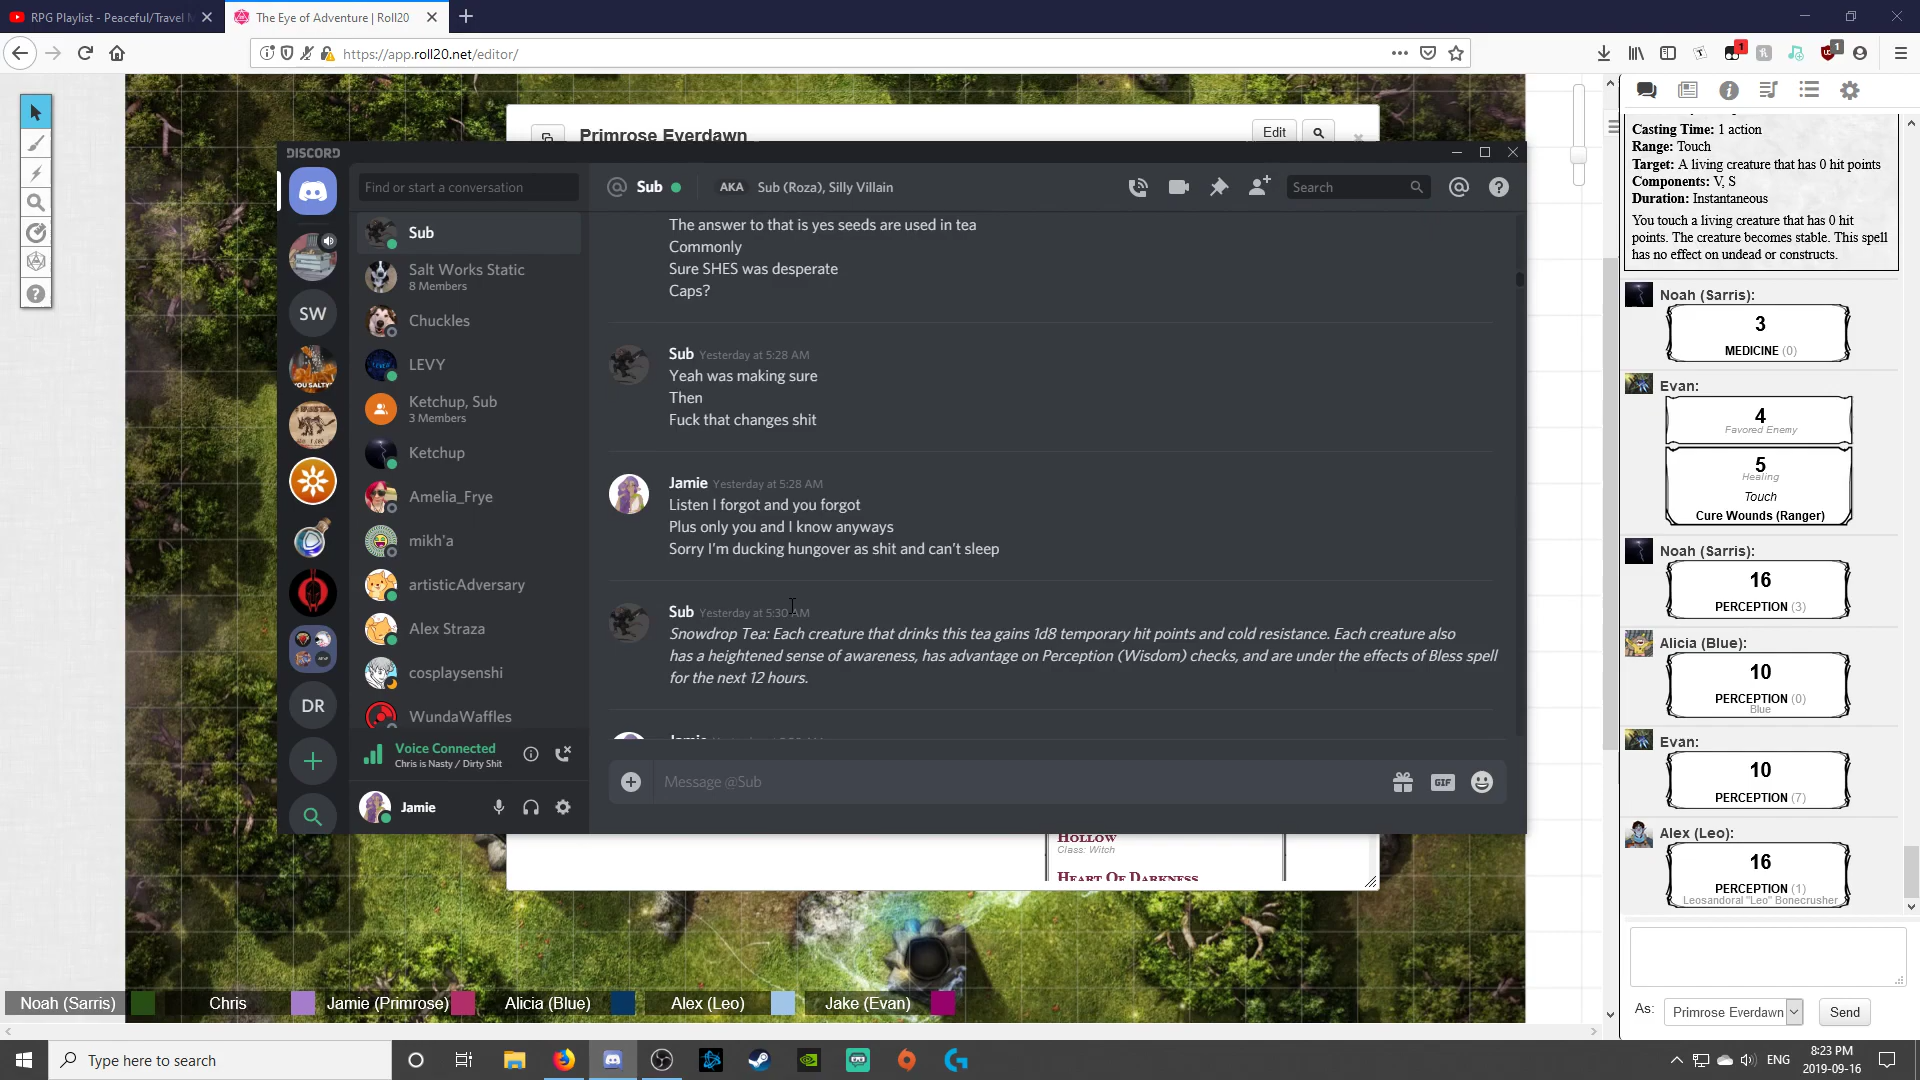 RPG Playlist - Peaceful/Travel M
The Eye of Adventure | Roll20
https://app.roll20.net/editor/
1
1
Primrose Everdawn
Edit
DISCORD
Find or start a conversation
Sub
AKA
Sub (Roza), Silly Villain
Search
Sub
SW
Salt Works Static
8 Members
Chuckles
LEVY
Ketchup, Sub
3 Members
Ketchup
Amelia_Frye
mikh'a
artisticAdversary
Alex Straza
cosplaysenshi
DR
WundaWaffles
Voice Connected
Chris is Nasty / Dirty Shit
Jamie
The answer to that is yes seeds are used in tea
Commonly
Sure SHES was desperate
Caps?
Sub Yesterday at 5:28 AM
Yeah was making sure
Then
Fuck that changes shit
Jamie Yesterday at 5:28 AM
Listen I forgot and you forgot
Plus only you and I know anyways
Sorry I'm ducking hungover as shit and can't sleep
Sub Yesterday at 5:30 AM
Snowdrop Tea: Each creature that drinks this tea gains 1d8 temporary hit points and cold resistance. Each creature also
has a heightened sense of awareness, has advantage on Perception (Wisdom) checks, and are under the effects of Bless spell
for the next 12 hours.
Jamie
Message @Sub
GIF
HOLLOW
Class: Witch
HEART OF DARKNESS
Casting Time: 1 action
Range: Touch
Target: A living creature that has 0 hit points
Components: V, S
Duration: Instantaneous
You touch a living creature that has 0 hit
points. The creature becomes stable. This spell
has no effect on undead or constructs.
Noah (Sarris):
3
MEDICINE (0)
Evan:
4
Favored Enemy
5
Healing
Touch
Cure Wounds (Ranger)
Noah (Sarris):
16
PERCEPTION (3)
Alicia (Blue):
10
PERCEPTION (0)
Blue
Evan:
10
PERCEPTION (7)
Alex (Leo):
16
PERCEPTION (1)
Leosandoral "Leo" Bonecrusher
As:
Primrose Everdawn
Send
Noah (Sarris)
Chris
Jamie (Primrose)
Alicia (Blue)
Alex (Leo)
Jake (Evan)
Type here to search
ENG
8:23 PM
2019-09-16